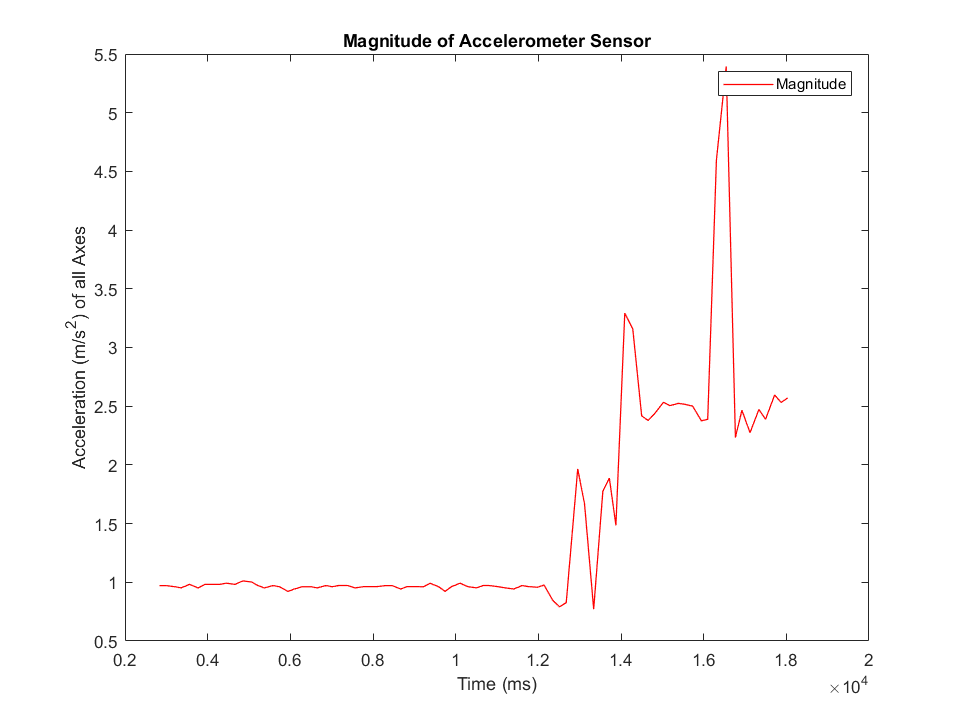 Magnitude of Accelerometer Sensor
Magnitude
5.5
5
4.5
4
3.5
3
2.5
2
1.5
1
0.5
Acceleration (m/s²) of all Axes
0.2 0.4 0.6 0.8 1 1.2 1.4 1.6 1.8 2
Time (ms)
×10⁴